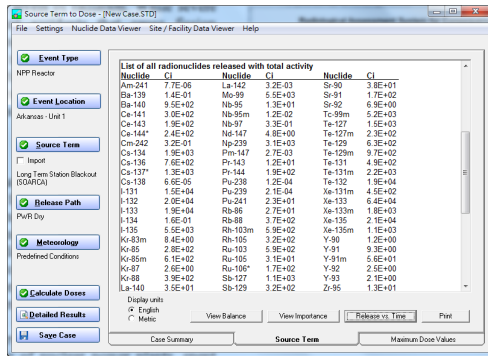 Source Term to Dose - [New Case.STD]
File Settings Nuclide Data Viewer Site / Facility Data Viewer Help
Event Type
NPP Reactor
Event Location
Arkansas - Unit 1
Source Term
Import
Long Term Station Blackout
(SOARCA)
Release Path
PWR Dry
Meteorology
Predefined Conditions
Calculate Doses
Detailed Results
Save Case
List of all radionuclides released with total activity
Nuclide Ci Nuclide Ci Nuclide Ci
Am-241 7.7E-06 La-142 3.2E-03 Sr-90 3.8E+01
Ba-139 1.4E-01 Mo-99 5.5E+03 Sr-91 1.7E+02
Ba-140 9.5E+02 Nb-95 1.3E+01 Sr-92 6.9E+00
Ce-141 3.0E+02 Nb-95m 1.2E-02 Tc-99m 5.2E+03
Ce-143 1.9E+02 Nb-97 3.3E-01 Te-127 1.5E+03
Ce-144* 2.4E+02 Nd-147 4.8E+00 Te-127m 2.3E+02
Cm-242 3.2E-01 Np-239 3.1E+03 Te-129 6.3E+02
Cs-134 1.9E+03 Pm-147 2.7E-03 Te-129m 9.7E+02
Cs-136 7.6E+02 Pr-143 1.2E+01 Te-131 4.9E+02
Cs-137* 1.3E+03 Pr-144 1.9E+02 Te-131m 2.2E+03
Cs-138 6.6E-05 Pu-238 1.2E-04 Te-132 1.9E+04
I-131 1.5E+04 Pu-239 2.1E-04 Xe-131m 4.5E+02
I-132 2.0E+04 Pu-241 2.3E+01 Xe-133 6.4E+04
I-133 1.9E+04 Rb-86 2.7E+01 Xe-133m 1.8E+03
I-134 1.6E-01 Rb-88 3.7E+02 Xe-135 2.1E+04
I-135 5.5E+03 Rh-103m 5.9E+02 Xe-135m 1.1E+03
Kr-83m 8.4E+00 Rh-105 3.2E+02 Y-90 1.2E+00
Kr-85 2.8E+02 Ru-103 5.9E+02 Y-91 9.3E+00
Kr-85m 6.1E+02 Ru-105 3.1E+01 Y-91m 5.6E+01
Kr-87 2.6E+00 Ru-106* 1.7E+02 Y-92 2.5E+00
Kr-88 3.9E+02 Sb-127 1.1E+03 Y-93 2.1E+00
La-140 3.5E+01 Sb-129 3.2E+02 Zr-95 1.3E+01
Display units
English
Metric
View Balance View Importance Release vs. Time Print
Case Summary Source Term Maximum Dose Values